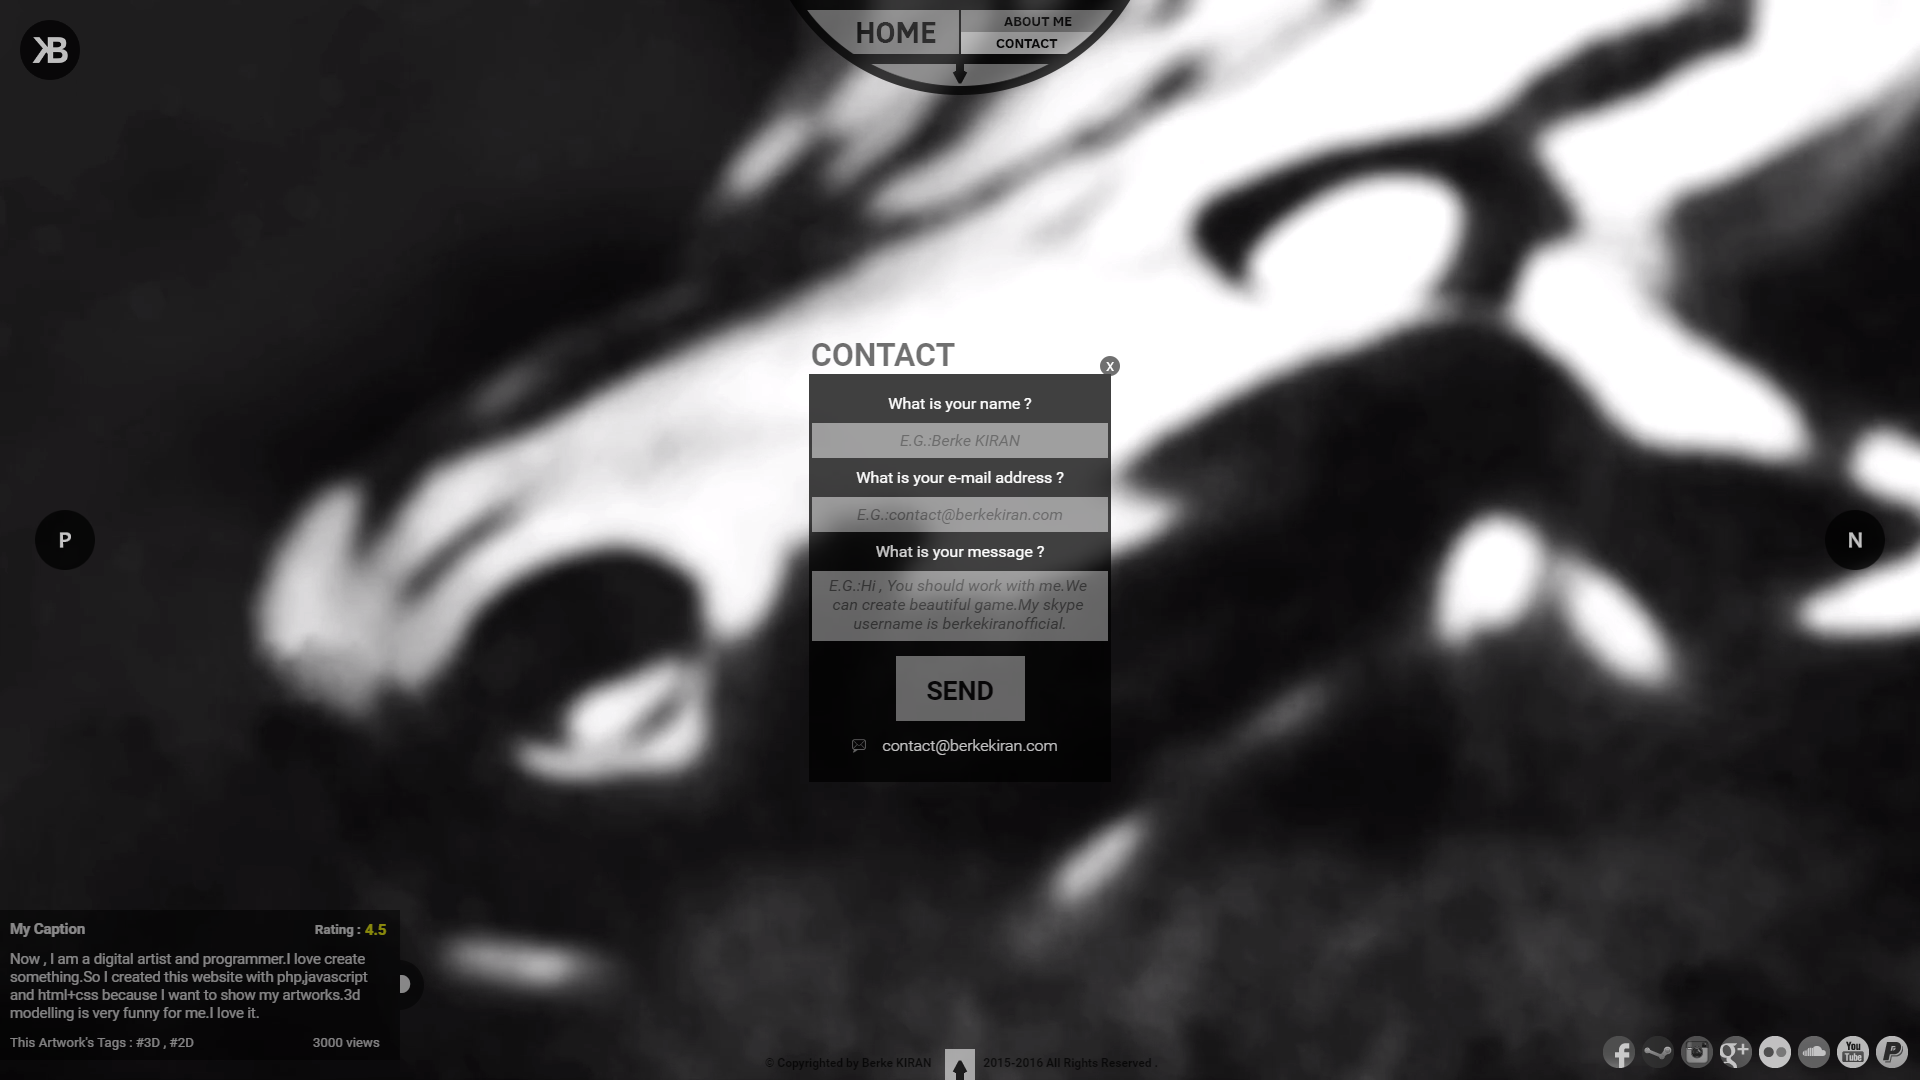 KB
HOME
ABOUT ME
CONTACT
CONTACT
X
What is your name ?
E.G.:Berke KIRAN
What is your e-mail address ?
E.G.:contact@berkekiran.com
What is your message ?
E.G.:Hi , You should work with me.We
can create beautiful game.My skype
username is berkekiranofficial.
SEND
contact@berkekiran.com
P
N
My Caption
Rating : 4.5
Now , I am a digital artist and programmer.I love create
something.So I created this website with php,javascript
and html+css because I want to show my artworks.3d
modelling is very funny for me.I love it.
This Artwork's Tags : #3D , #2D
3000 views
© Copyrighted by Berke KIRAN
2015-2016 All Rights Reserved .
f
g+
You
Tube
P